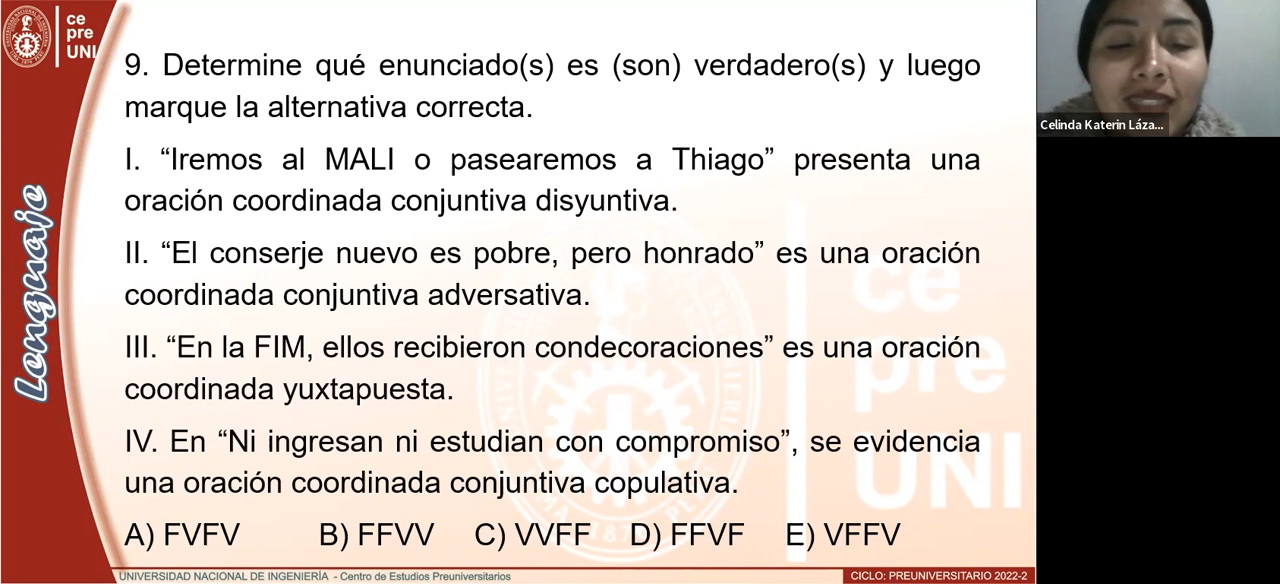 ce
pre
UNI
9. Determine qué enunciado(s) es (son) verdadero(s) y luego
marque la alternativa correcta.
I. “Iremos al MALI o pasearemos a Thiago” presenta una
oración coordinada conjuntiva disyuntiva.
II. “El conserje nuevo es pobre, pero honrado” es una oración
coordinada conjuntiva adversativa.
III. “En la FIM, ellos recibieron condecoraciones” es una oración
coordinada yuxtapuesta.
IV. En “Ni ingresan ni estudian con compromiso”, se evidencia
una oración coordinada conjuntiva copulativa.
A) FVFV B) FFVV C) VVFF D) FFVF E) VFFV
Lenguaje
ce
pre
UNI
UNIVERSIDAD NACIONAL DE INGENIERÍA - Centro de Estudios Preuniversitarios
CICLO: PREUNIVERSITARIO 2022-2
Celinda Katerin Láza...